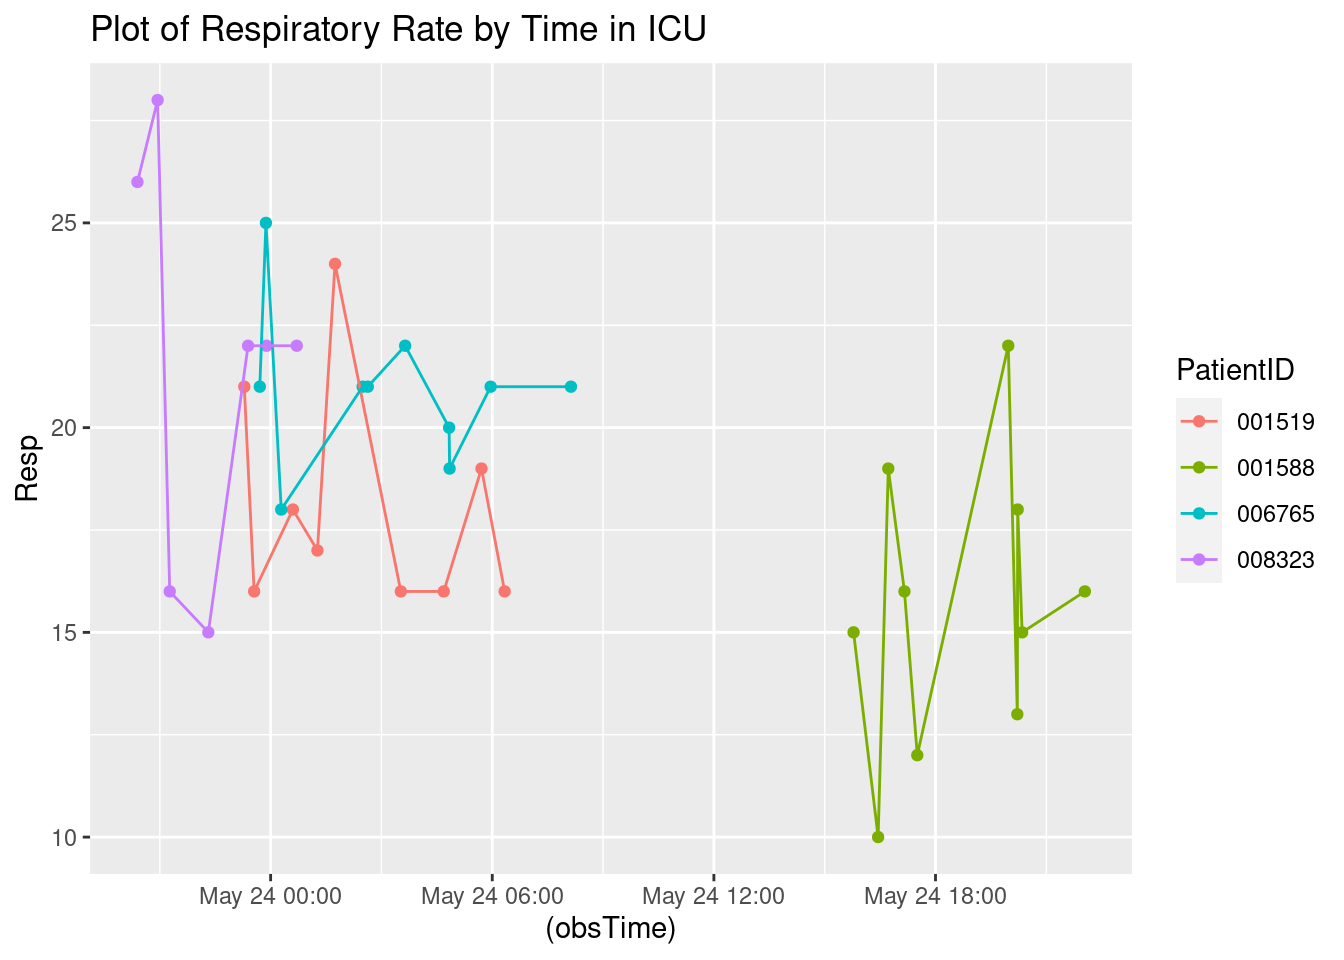 Plot of Respiratory Rate by Time in ICU
Resp
25
20
15
10
May 24 00:00 May 24 06:00 May 24 12:00 May 24 18:00
(obsTime)
PatientID
001519
001588
006765
008323